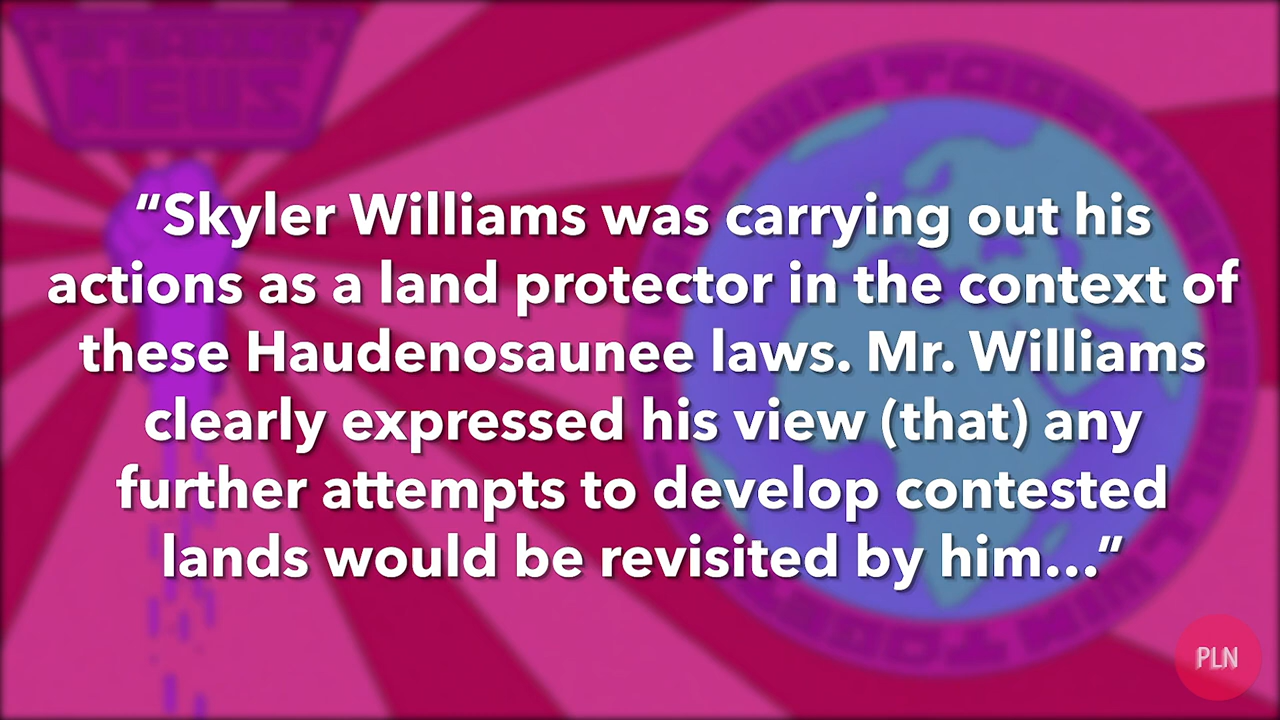 NEWS
“Skyler Williams was carrying out his
actions as a land protector in the context of
these Haudenosaunee laws. Mr. Williams
clearly expressed his view (that) any
further attempts to develop contested
lands would be revisited by him...”
PLN